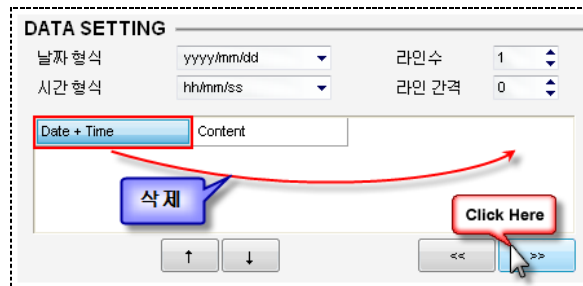 DATA SETTING
날짜 형식 yyyy/mm/dd 라인수 1
시간 형식 hh/mm/ss 라인 간격 0
Date + Time Content
삭제
Click Here
↑ ↓ << >>